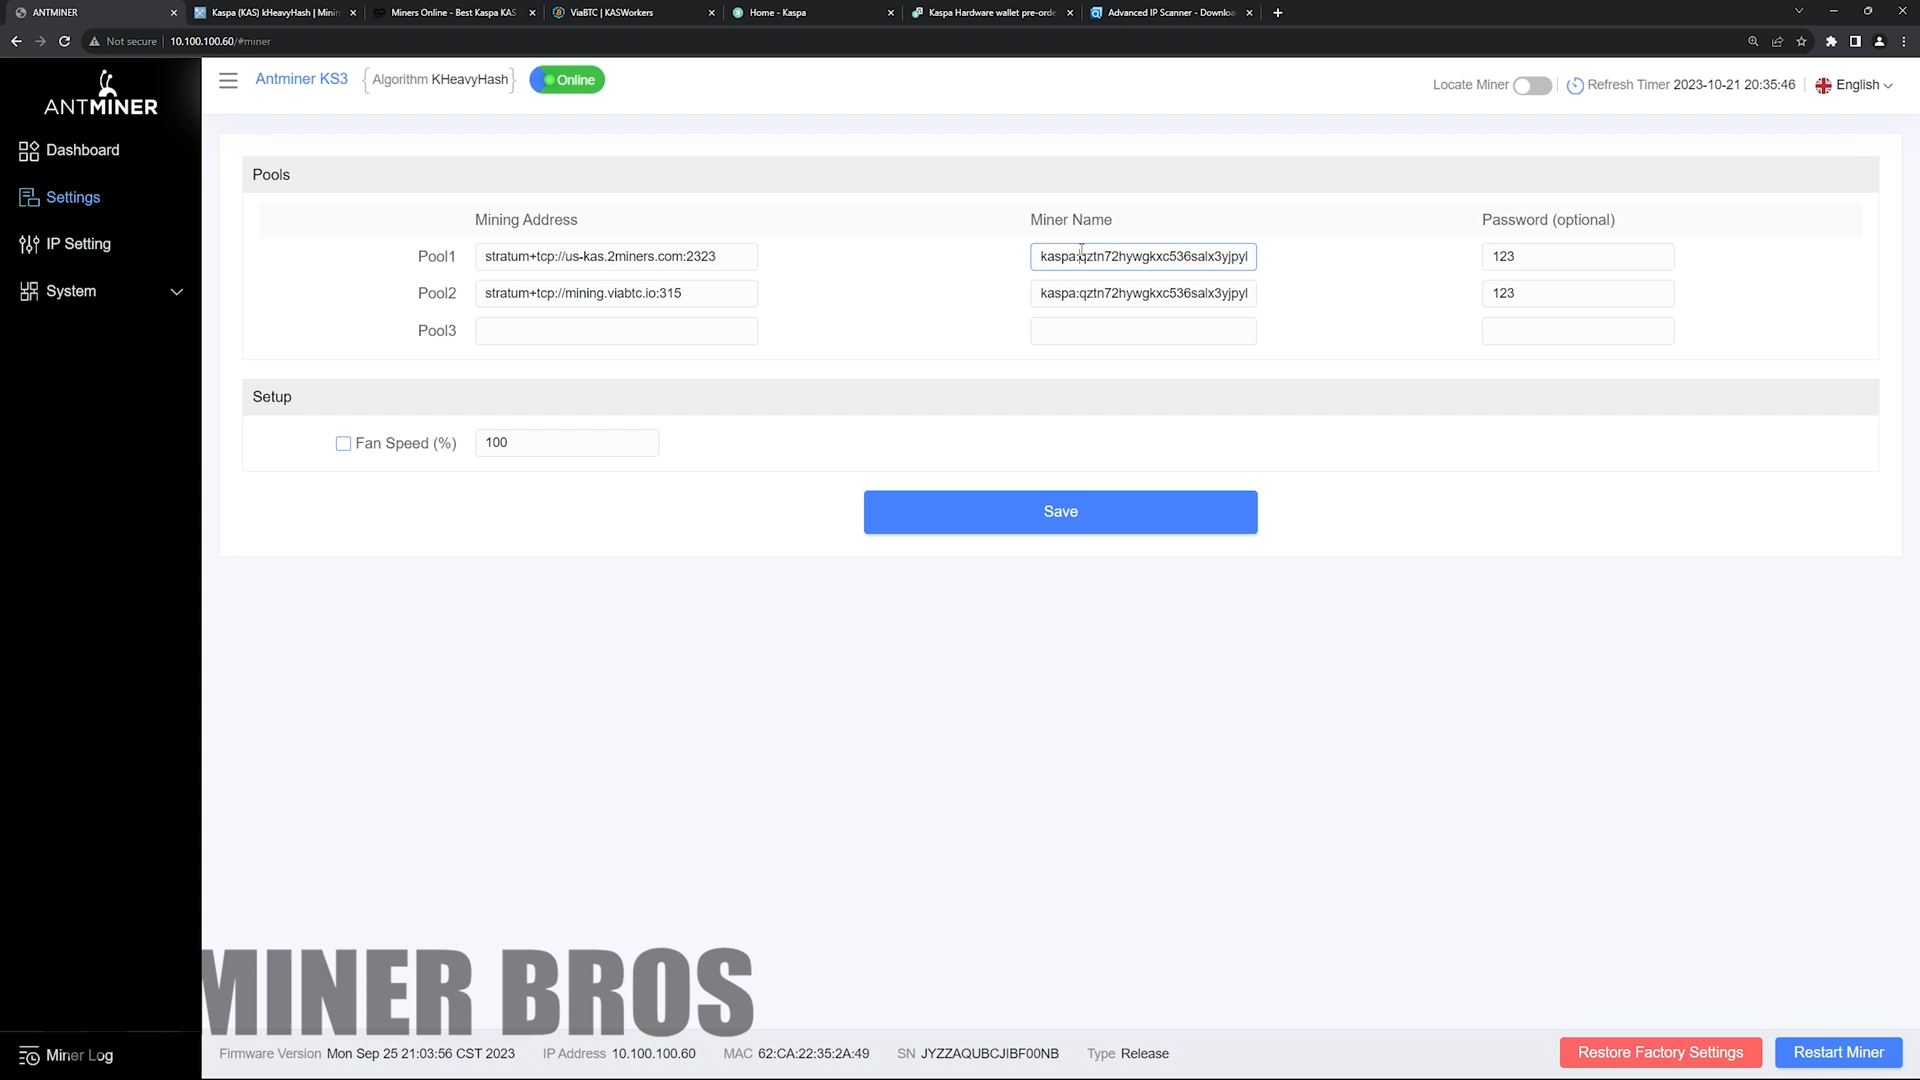 ANTMINER
Kaspa (KAS) kHeavyHash | Minin
Miners Online - Best Kaspa KAS
ViaBTC | KASWorkers
Home - Kaspa
Kaspa Hardware wallet pre-orde
Advanced IP Scanner - Downloa
Not secure
10.100.100.60/#miner
ANTMINER
Antminer KS3
Algorithm KHeavyHash
Online
Locate Miner
Refresh Timer 2023-10-21 20:35:46
English
Dashboard
Settings
IP Setting
System
Pools
Mining Address
Miner Name
Password (optional)
Pool1
stratum+tcp://us-kas.2miners.com:2323
kaspa:qztn72hywgkxc536salx3yjpyl
123
Pool2
stratum+tcp://mining.viabtc.io:315
kaspa:qztn72hywgkxc536salx3yjpyl
123
Pool3
Setup
Fan Speed (%)
100
Save
MINER BROS
Miner Log
Firmware Version Mon Sep 25 21:03:56 CST 2023
IP Address 10.100.100.60
MAC 62:CA:22:35:2A:49
SN JYZZAQUBCJIBF00NB
Type Release
Restore Factory Settings
Restart Miner